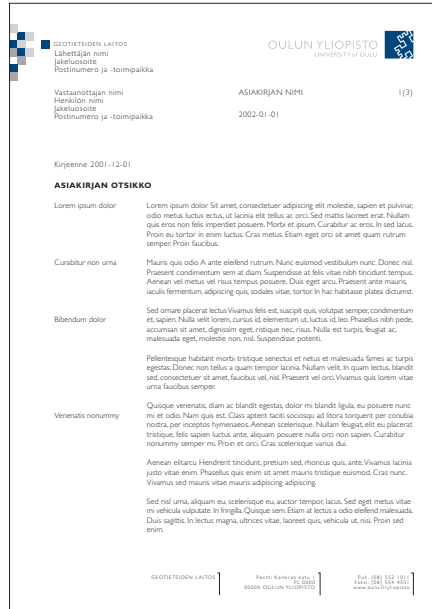 GEOTIETEIDEN LAITOS
Lähettäjän nimi
Jakeluosoite
Postinumero ja -toimipaikka
OULUN YLIOPISTO
UNIVERSITY of OULU
Vastaanottajan nimi
Henkilön nimi
Jakeluosoite
Postinumero ja -toimipaikka
ASIAKIRJAN NIMI 1(3)
2002-01-01
Kirjeenne 2001-12-01
ASIAKIRJAN OTSIKKO
Lorem ipsum dolor Lorem ipsum dolor Sit amet, consectetuer adipiscing elit molestie, sapien et pulvinar,
odio metus luctus ectus, ut lacinia elit tellus ac orci. Sed mattis laoreet erat. Nullam
quis eros non felis imperdiet posuere. Morbi et ipsum. Curabitur ac eros. In sed lacus.
Proin eu tortor in enim luctus. Cras metus. Etiam eget orci sit amet quam rutrum
semper. Proin faucibus.
Curabitur non urna Mauris quis odio A ante eleifend rutrum. Nunc euismod vestibulum nunc. Donec nisl.
Praesent condimentum sem at diam. Suspendisse at felis vitae nibh tincidunt tempus.
Aenean vel metus vel risus tempus posuere. Duis eget arcu. Praesent ante mauris,
iaculis fermentum, adipiscing quis, sodales vitae, tortor. In hac habitasse platea dictumst.
Sed ornare placerat lectus Vivamus felis est, suscipit quis, volutpat semper, condimentum
Bibendum dolor et, sapien. Nulla velit lorem, cursus id, elementum ut, luctus id, leo. Phasellus nibh pede,
accumsan sit amet, dignissim eget, ristique nec, risus. Nulla est turpis, feugiat ac,
malesuada eget, molestie non, nisl. Suspendisse potenti.
Pellentesque habitant morbi tristique senectus et netus et malesuada fames ac turpis
egestas. Donec non tellus a quam tempor lacinia. Nullam velit. In quam lectus, blandit
sed, consectetuer sit amet, faucibus vel, nisl. Praesent vel orci. Vivamus quis lorem vitae
urna faucibus semper.
Quisque venenatis, diam ac blandit egestas, dolor mi blandit ligula, eu posuere nunc
Venenatis nonummy mi et odio. Nam quis est. Class aptent taciti sociosqu ad litora torquent per conubia
nostra, per inceptos hymenaeos. Aenean scelerisque. Nullam feugiat, elit eu placerat
tristique, felis sapien luctus ante, aliquam posuere nulla orci non sapien. Curabitur
nonummy semper mi. Proin et orci. Cras scelerisque varius dui.
Aenean elitarcu Hendrerit tincidunt, pretium sed, rhoncus quis, ante. Vivamus lacinia
justo vitae enim. Phasellus quis enim sit amet mauris tristique euismod. Cras nunc.
Vivamus sed mauris vitae mauris adipiscing adipiscing.
Sed nisl urna, aliquam eu, scelerisque eu, auctor tempor, lacus. Sed eget metus vitae
mi vehicula vulputate. In fringilla. Quisque sem. Etiam at lectus a odio eleifend malesuada.
Duis sagittis. In lectus magna, ultrices vitae, laoreet quis, vehicula ut, nisi. Proin sed
enim.
GEOTIETEIDEN LAITOS
Pentti Kaiteran katu 1
PL 0000
00000 OULUN YLIOPISTO
Puh. (08) 553 1011
Faksi. (08) 554 4551
www.oulu.fi/yliopisto